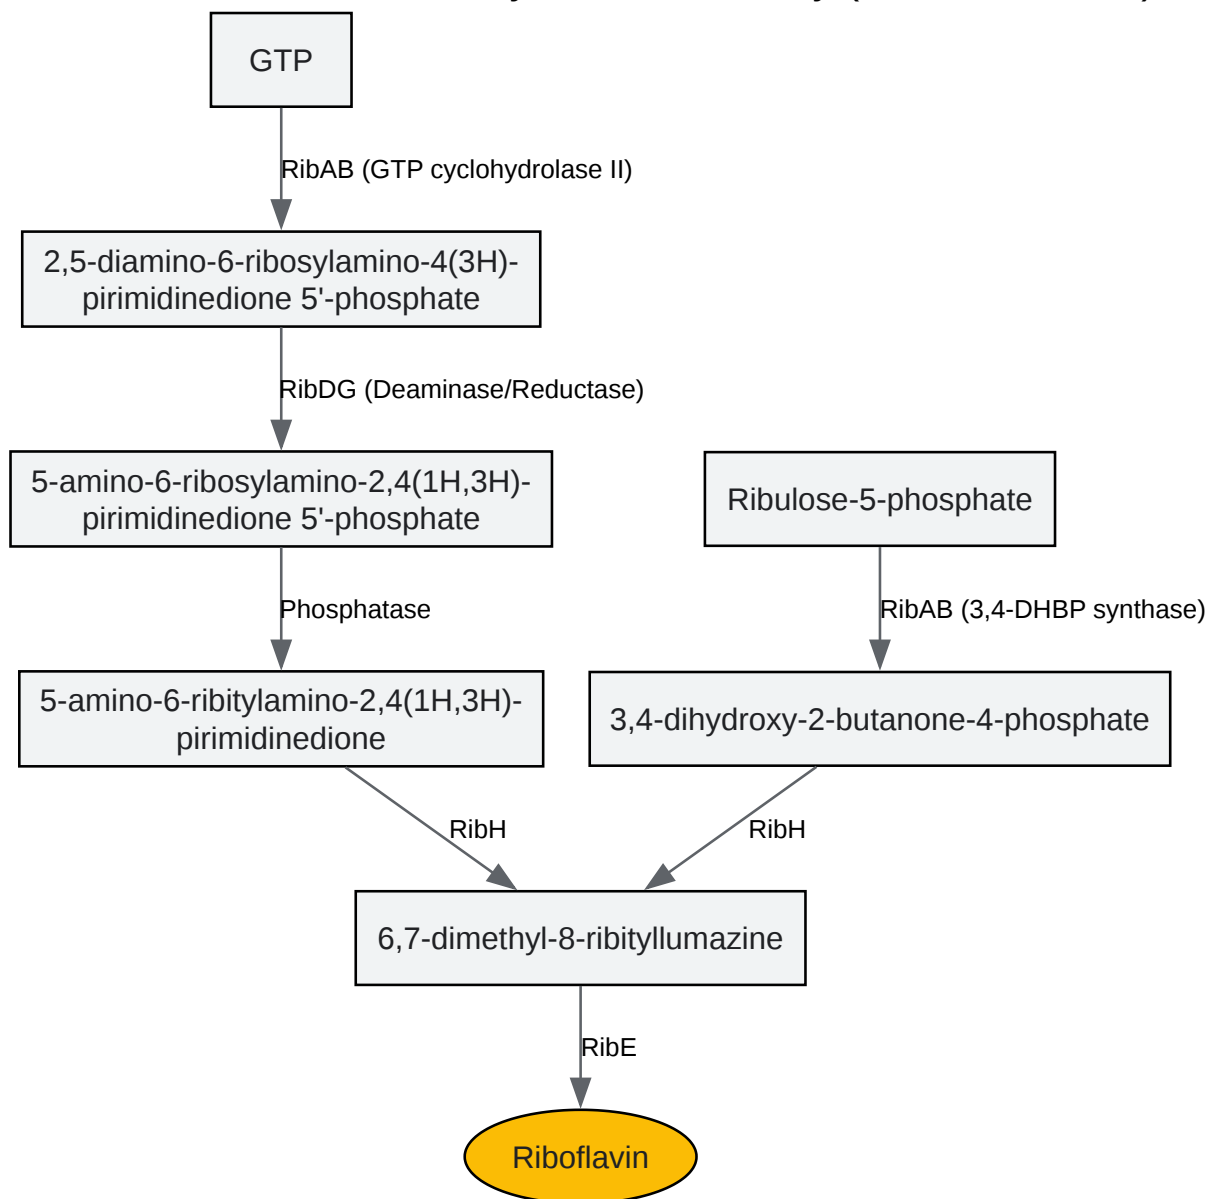 GTP
RibAB (GTP cyclohydrolase II)
2,5-diamino-6-ribosylamino-4(3H)-
pirimidinedione 5'-phosphate
RibDG (Deaminase/Reductase)
5-amino-6-ribosylamino-2,4(1H,3H)-
pirimidinedione 5'-phosphate
Ribulose-5-phosphate
Phosphatase
RibAB (3,4-DHBP synthase)
5-amino-6-ribitylamino-2,4(1H,3H)-
pirimidinedione
3,4-dihydroxy-2-butanone-4-phosphate
RibH
RibH
6,7-dimethyl-8-ribityllumazine
RibE
Riboflavin